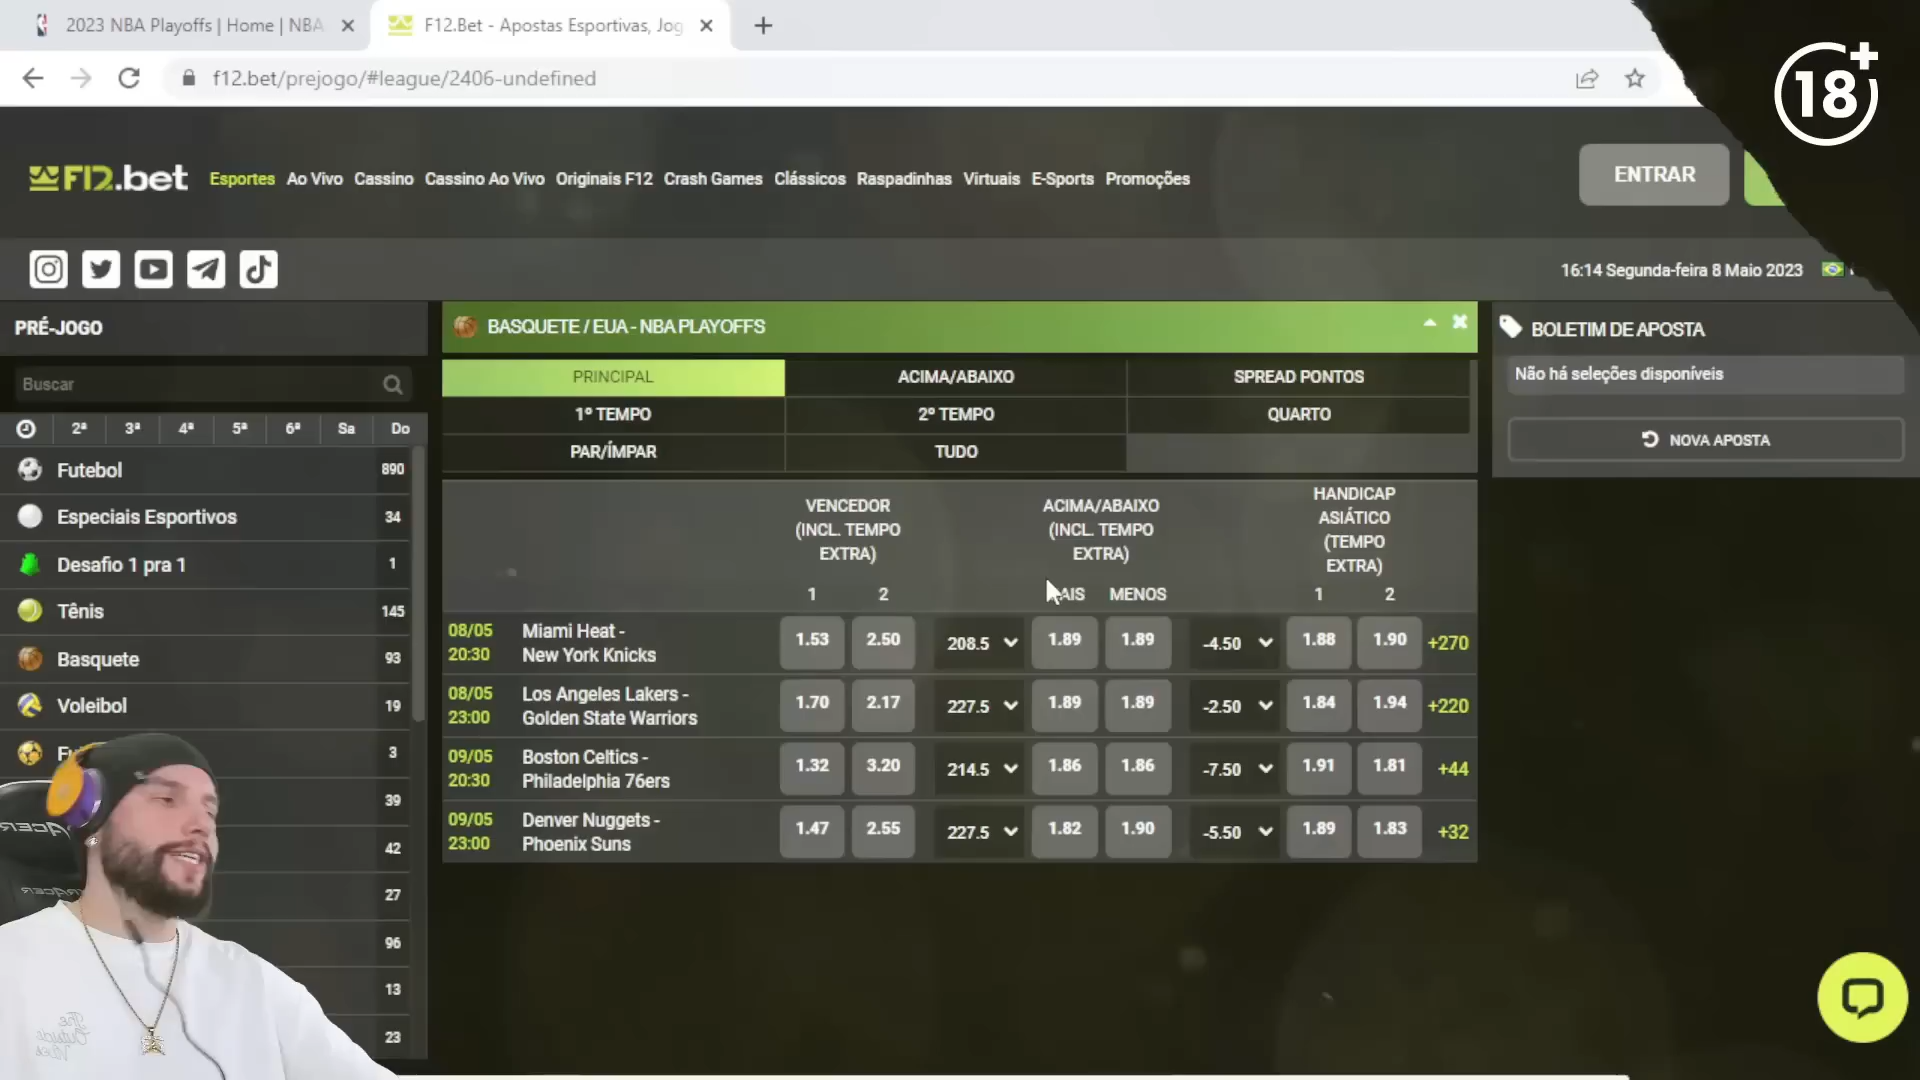 2023 NBA Playoffs | Home | NBA
F12.Bet - Apostas Esportivas, Jog
f12.bet/prejogo/#league/2406-undefined
18+
F12.bet
Esportes Ao Vivo Cassino Cassino Ao Vivo Originais F12 Crash Games Clássicos Raspadinhas Virtuais E-Sports Promoções
ENTRAR
16:14 Segunda-feira 8 Maio 2023
PRÉ-JOGO
Buscar
2ª 3ª 4ª 5ª 6ª Sa Do
Futebol 890
Especiais Esportivos 34
Desafio 1 pra 1 1
Tênis 145
Basquete 93
Voleibol 19
3
39
42
27
96
13
23
BASQUETE / EUA - NBA PLAYOFFS
PRINCIPAL ACIMA/ABAIXO SPREAD PONTOS
1º TEMPO 2º TEMPO QUARTO
PAR/ÍMPAR TUDO
VENCEDOR
(INCL. TEMPO
EXTRA)
ACIMA/ABAIXO
(INCL. TEMPO
EXTRA)
HANDICAP
ASIÁTICO
(TEMPO
EXTRA)
1 2 AIS MENOS 1 2
08/05
20:30
Miami Heat -
New York Knicks
1.53 2.50 208.5 1.89 1.89 -4.50 1.88 1.90 +270
08/05
23:00
Los Angeles Lakers -
Golden State Warriors
1.70 2.17 227.5 1.89 1.89 -2.50 1.84 1.94 +220
09/05
20:30
Boston Celtics -
Philadelphia 76ers
1.32 3.20 214.5 1.86 1.86 -7.50 1.91 1.81 +44
09/05
23:00
Denver Nuggets -
Phoenix Suns
1.47 2.55 227.5 1.82 1.90 -5.50 1.89 1.83 +32
BOLETIM DE APOSTA
Não há seleções disponíveis
NOVA APOSTA